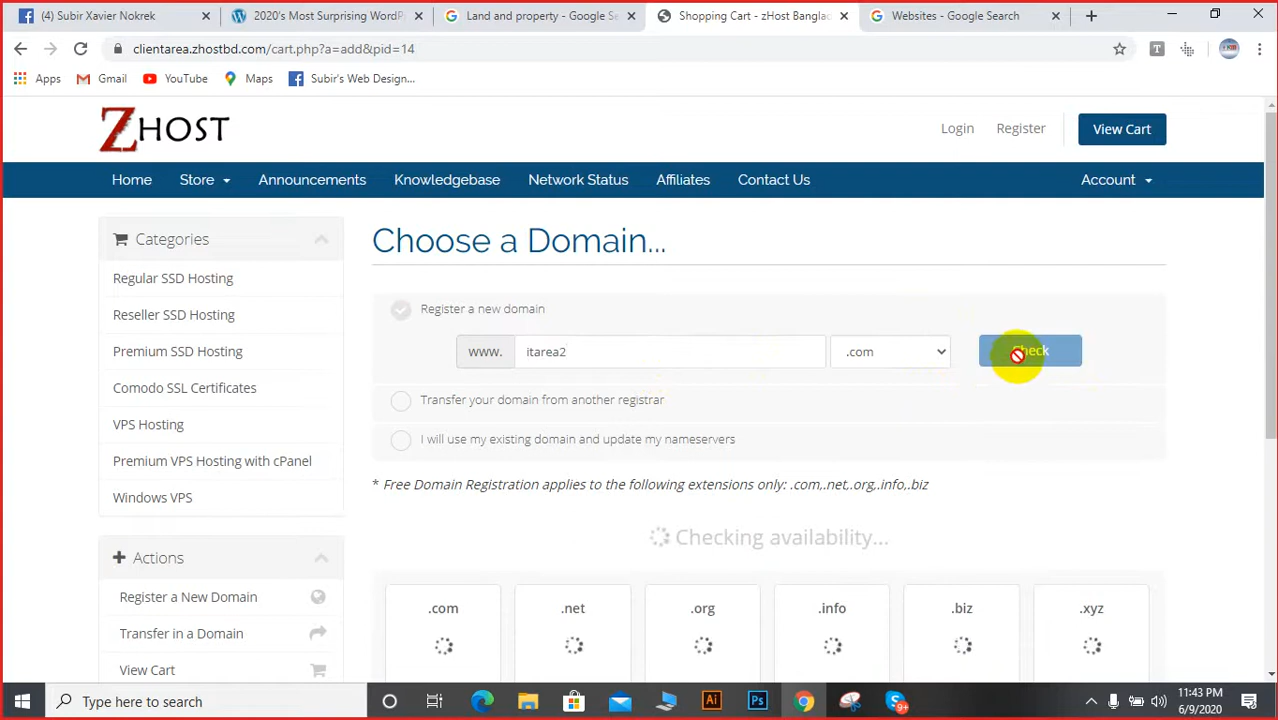 (4) Subir Xavier Nokrek
2020's Most Surprising WordP
Land and property - Google Se
Shopping Cart - zHost Banglad
Websites - Google Search
clientarea.zhostbd.com/cart.php?a=add&pid=14
Apps
Gmail
YouTube
Maps
Subir's Web Design...
ZHOST
Login
Register
View Cart
Home
Store
Announcements
Knowledgebase
Network Status
Affiliates
Contact Us
Account
Categories
Regular SSD Hosting
Reseller SSD Hosting
Premium SSD Hosting
Comodo SSL Certificates
VPS Hosting
Premium VPS Hosting with cPanel
Windows VPS
Actions
Register a New Domain
Transfer in a Domain
View Cart
Choose a Domain...
Register a new domain
www.
itarea2
.com
Check
Transfer your domain from another registrar
I will use my existing domain and update my nameservers
* Free Domain Registration applies to the following extensions only: .com,.net,.org,.info,.biz
Checking availability...
.com
.net
.org
.info
.biz
.xyz
Type here to search
Ai
Ps
9+
11:43 PM
6/9/2020